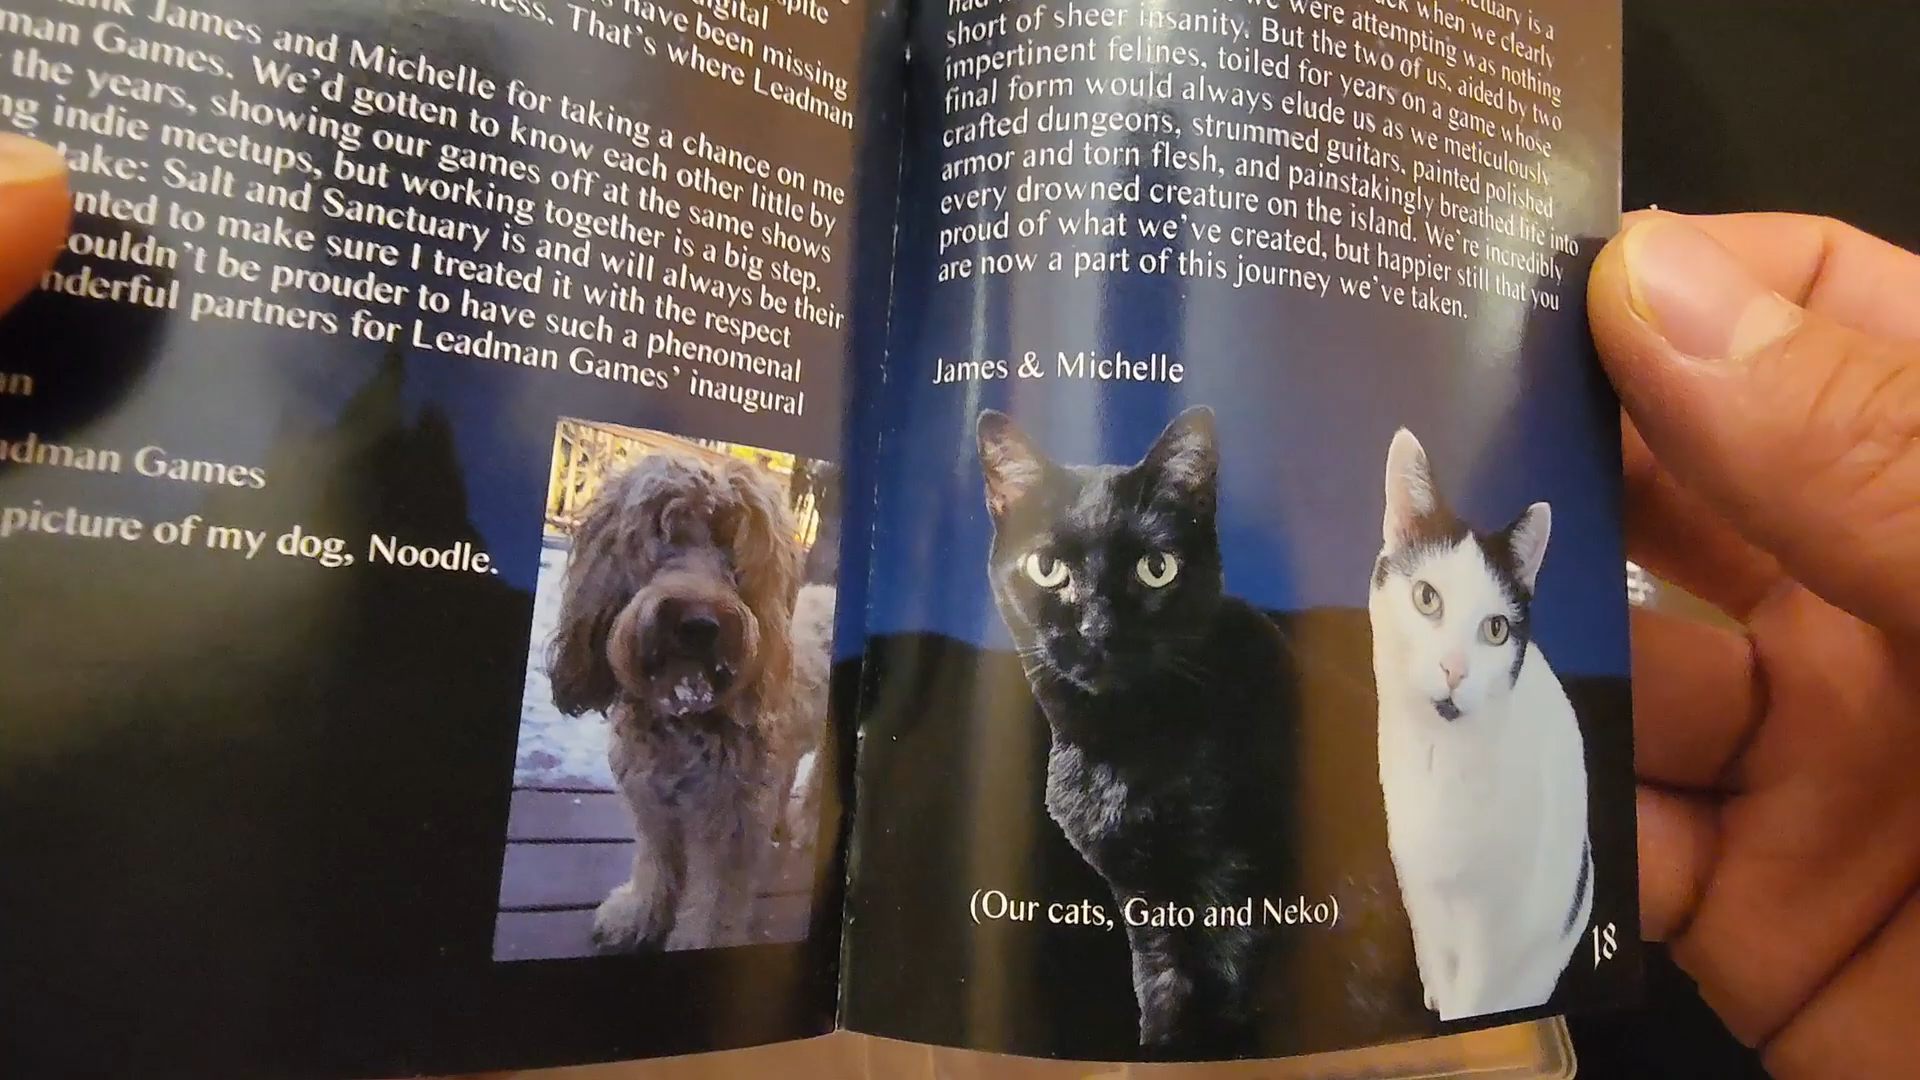 digital
have been missing
ness. That's where Leadman
James and Michelle for taking a chance on me
man Games. We'd gotten to know each other little by
the years, showing our games off at the same shows
indie meetups, but working together is a big step.
take: Salt and Sanctuary is and will always be their
to make sure I treated it with the respect
couldn't be prouder to have such a phenomenal
partners for Leadman Games' inaugural
Games
picture of my dog, Noodle.
is a
when we clearly
were attempting was nothing
short of sheer insanity. But the two of us, aided by two
impertinent felines, toiled for years on a game whose
final form would always elude us as we meticulously
crafted dungeons, strummed guitars, painted polished
armor and torn flesh, and painstakingly breathed life into
every drowned creature on the island. We're incredibly
proud of what we've created, but happier still that you
are now a part of this journey we've taken.
James & Michelle
(Our cats, Gato and Neko)
18